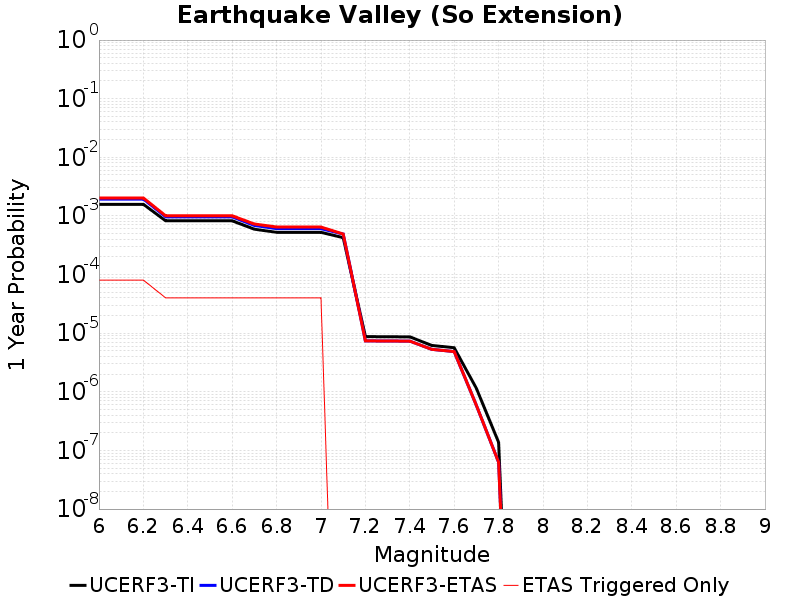 Earthquake Valley (So Extension)
1 Year Probability
10^0
10^-1
10^-2
10^-3
10^-4
10^-5
10^-6
10^-7
10^-8
6 6.2 6.4 6.6 6.8 7 7.2 7.4 7.6 7.8 8 8.2 8.4 8.6 8.8 9
Magnitude
UCERF3-TI UCERF3-TD UCERF3-ETAS ETAS Triggered Only